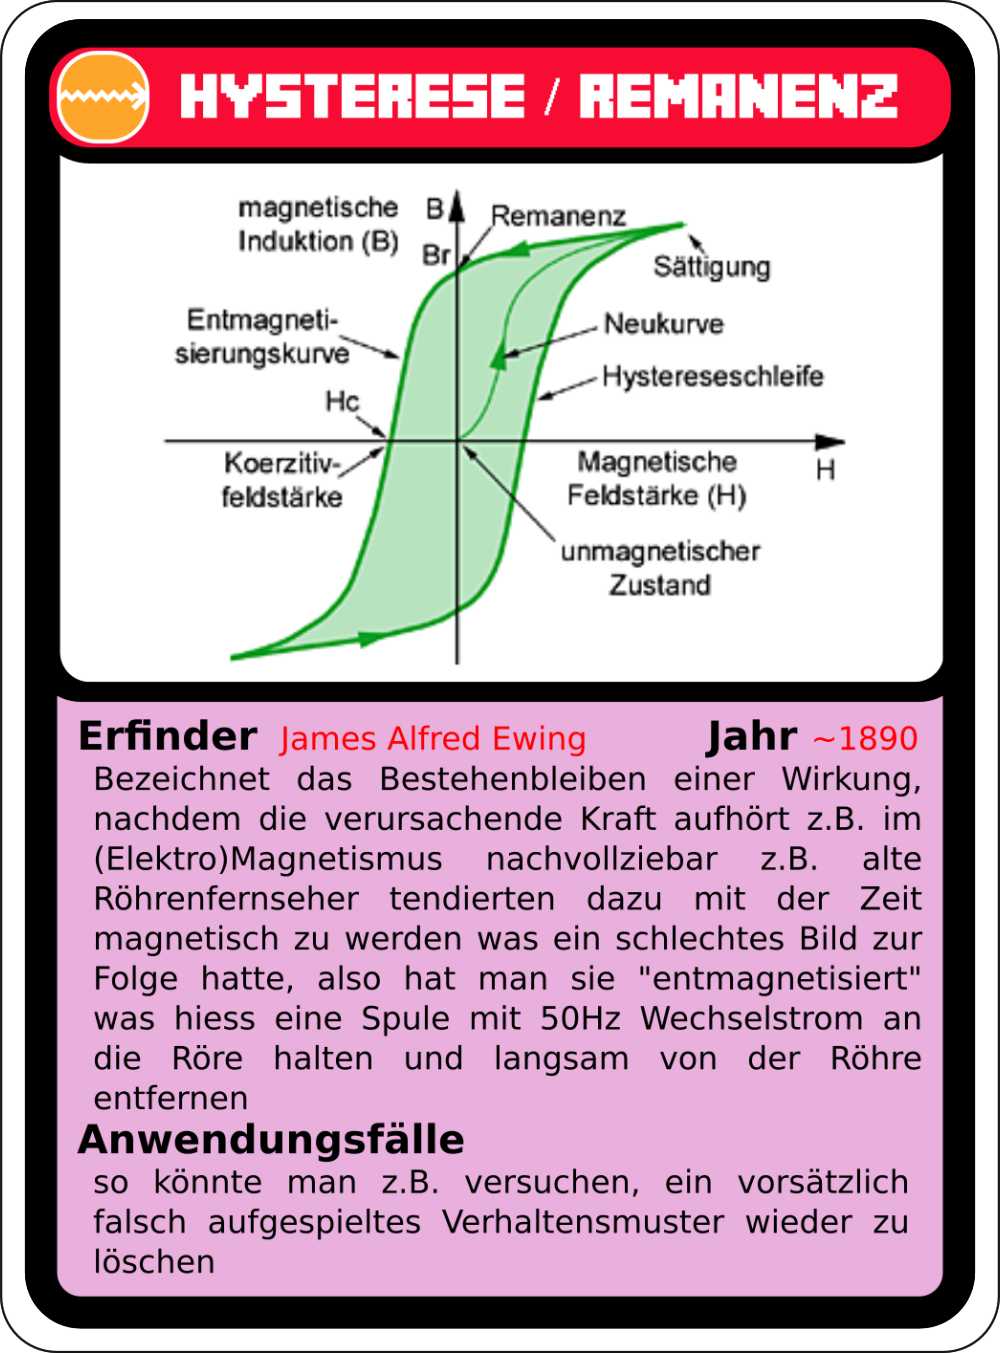 HYSTERESE / REMANENZ
magnetische B
Induktion (B)
Remanenz
Br
Sättigung
Entmagneti-
sierungskurve
Neukurve
Hystereseschleife
Hc
Koerzitiv-
feldstärke
Magnetische
Feldstärke (H)
H
unmagnetischer
Zustand
Erfinder James Alfred Ewing Jahr ~1890
Bezeichnet das Bestehenbleiben einer Wirkung,
nachdem die verursachende Kraft aufhört z.B. im
(Elektro)Magnetismus nachvollziebar z.B. alte
Röhrenfernseher tendierten dazu mit der Zeit
magnetisch zu werden was ein schlechtes Bild zur
Folge hatte, also hat man sie "entmagnetisiert"
was hiess eine Spule mit 50Hz Wechselstrom an
die Röre halten und langsam von der Röhre
entfernen
Anwendungsfälle
so könnte man z.B. versuchen, ein vorsätzlich
falsch aufgespieltes Verhaltensmuster wieder zu
löschen